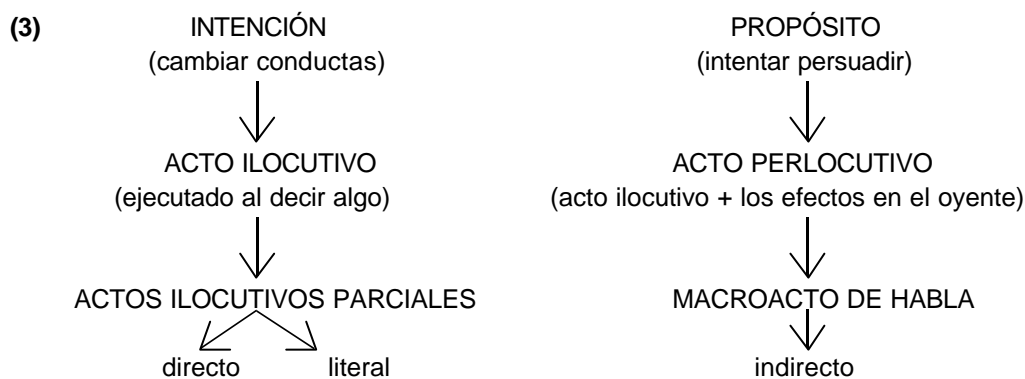 (3) INTENCIÓN PROPÓSITO
(cambiar conductas) (intentar persuadir)
ACTO ILOCUTIVO ACTO PERLOCUTIVO
(ejecutado al decir algo) (acto ilocutivo + los efectos en el oyente)
ACTOS ILOCUTIVOS PARCIALES MACROACTO DE HABLA
directo literal indirecto